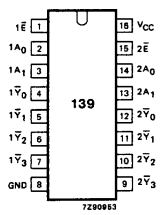 1E̅ 1 16 VCC
1A0 2 15 2E̅
1A1 3 14 2A0
1Y̅0 4 13 2A1
139
1Y̅1 5 12 2Y̅0
1Y̅2 6 11 2Y̅1
1Y̅3 7 10 2Y̅2
GND 8 9 2Y̅3
7Z90953